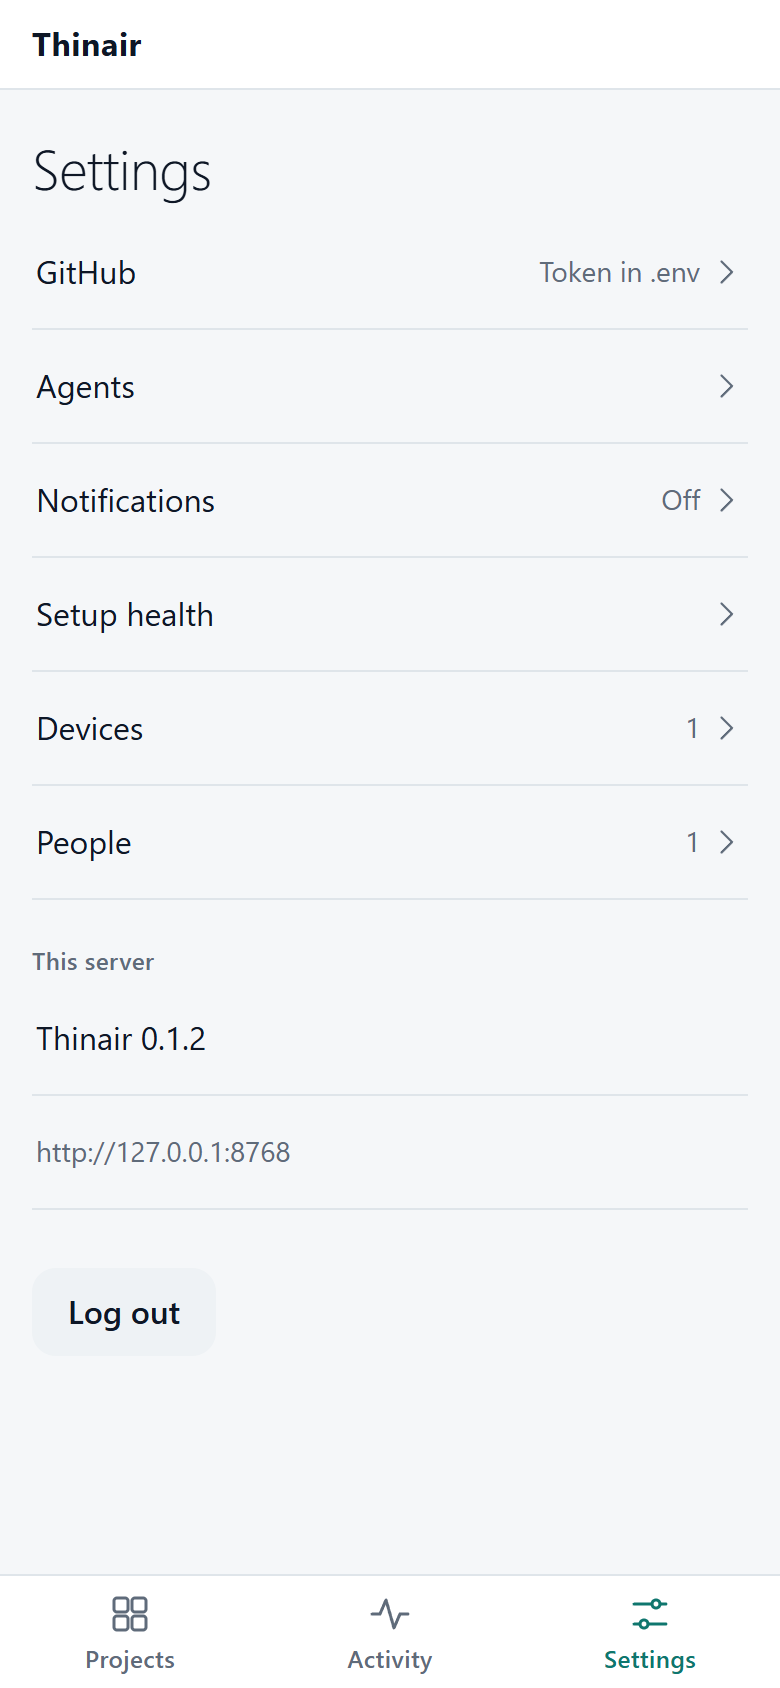 Thinair
Settings
GitHub Token in .env
Agents
Notifications Off
Setup health
Devices 1
People 1
This server
Thinair 0.1.2
http://127.0.0.1:8768
Log out
Projects Activity Settings